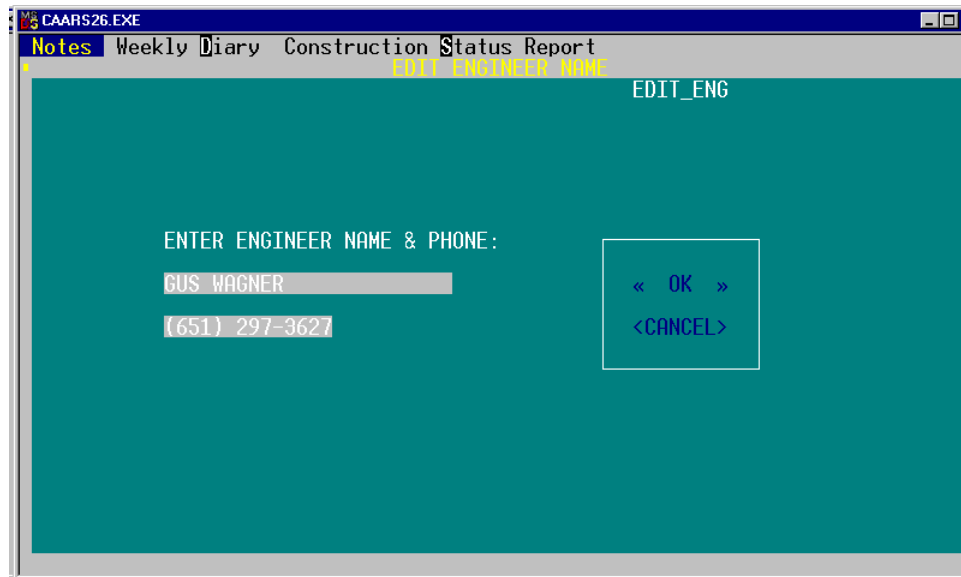 CAARS26.EXE
Notes Weekly Diary Construction Status Report
EDIT ENGINEER NAME
EDIT_ENG
ENTER ENGINEER NAME & PHONE:
GUS WAGNER
« OK »
(651) 297-3627
<CANCEL>